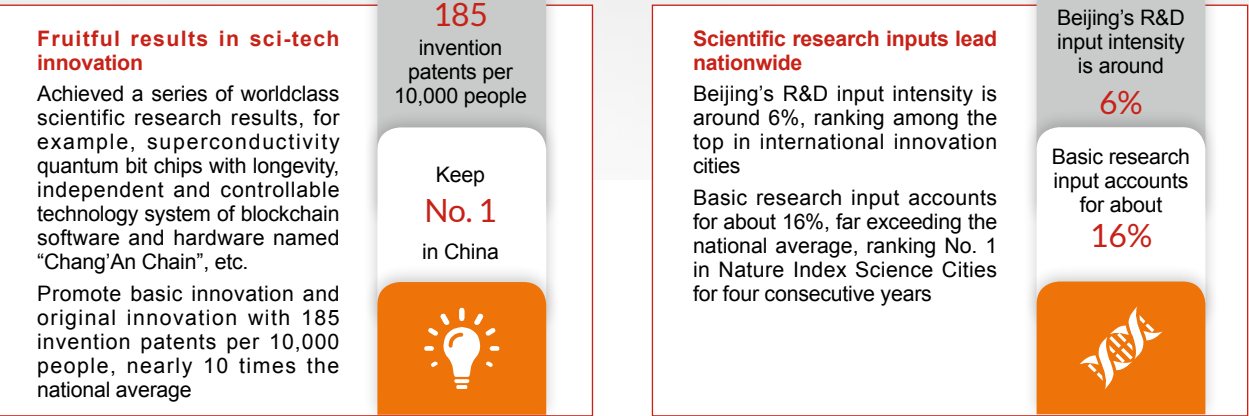 Fruitful results in sci-tech
innovation
Achieved a series of worldclass
scientific research results, for
example, superconductivity
quantum bit chips with longevity,
independent and controllable
technology system of blockchain
software and hardware named
“Chang’An Chain”, etc.
Promote basic innovation and
original innovation with 185
invention patents per 10,000
people, nearly 10 times the
national average
185
invention
patents per
10,000 people
Keep
No. 1
in China
Scientific research inputs lead
nationwide
Beijing’s R&D input intensity is
around 6%, ranking among the
top in international innovation
cities
Basic research input accounts
for about 16%, far exceeding the
national average, ranking No. 1
in Nature Index Science Cities
for four consecutive years
Beijing’s R&D
input intensity
is around
6%
Basic research
input accounts
for about
16%